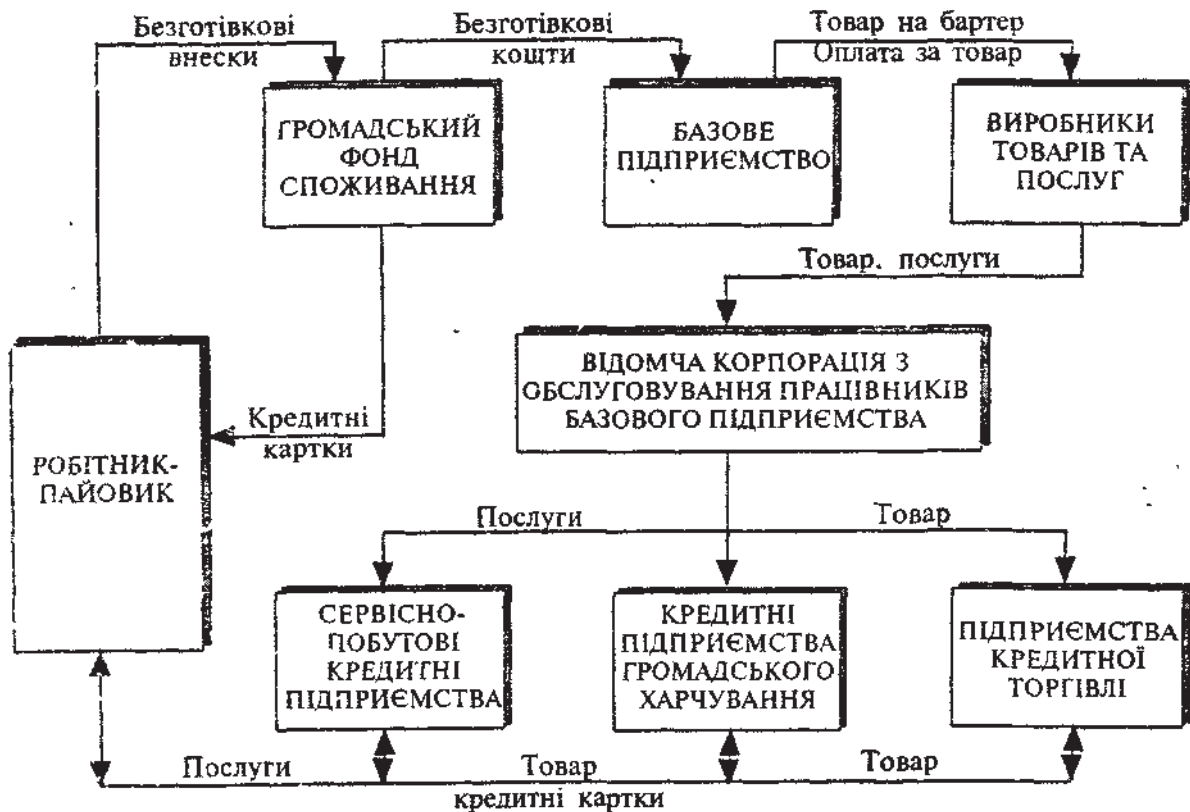 Безготівкові
внески
Безготівкові
кошти
Товар на бартер
Оплата за товар
ГРОМАДСЬКИЙ
ФОНД
СПОЖИВАННЯ
БАЗОВЕ
ПІДПРИЄМСТВО
ВИРОБНИКИ
ТОВАРІВ ТА
ПОСЛУГ
Товар. послуги
ВІДОМЧА КОРПОРАЦІЯ З
ОБСЛУГОВУВАННЯ ПРАЦІВНИКІВ
БАЗОВОГО ПІДПРИЄМСТВА
Кредитні
картки
РОБІТНИК-
ПАЙОВИК
Послуги
Товар
СЕРВІСНО-
ПОБУТОВІ
КРЕДИТНІ
ПІДПРИЄМСТВА
КРЕДИТНІ
ПІДПРИЄМСТВА
ГРОМАДСЬКОГО
ХАРЧУВАННЯ
ПІДПРИЄМСТВА
КРЕДИТНОЇ
ТОРГІВЛІ
Послуги
Товар
Товар
кредитні картки